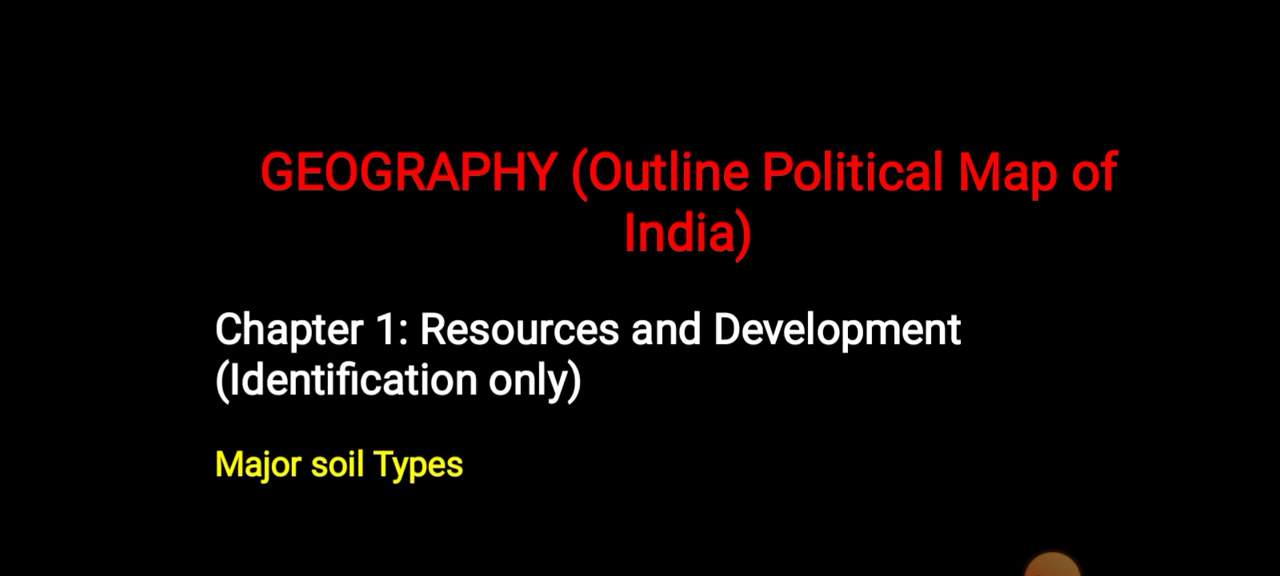 GEOGRAPHY (Outline Political Map of
India)
Chapter 1: Resources and Development
(Identification only)
Major soil Types